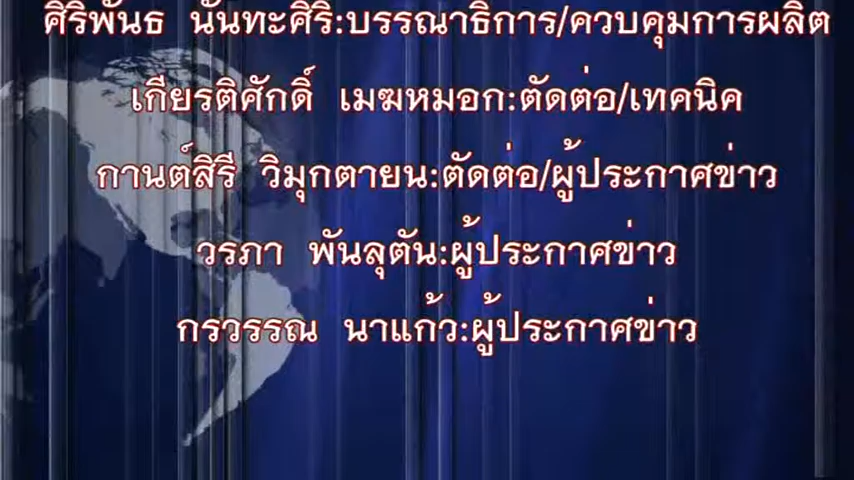 ศิริพันธ์ นันทะศิริ:บรรณาธิการ/ควบคุมการผลิต
เกียรติศักดิ์ เมฆหมอก:ตัดต่อ/เทคนิค
กานต์สิรี วิมุกตายน:ตัดต่อ/ผู้ประกาศข่าว
วรภา พันลุตัน:ผู้ประกาศข่าว
กรวรรณ นาแก้ว:ผู้ประกาศข่าว